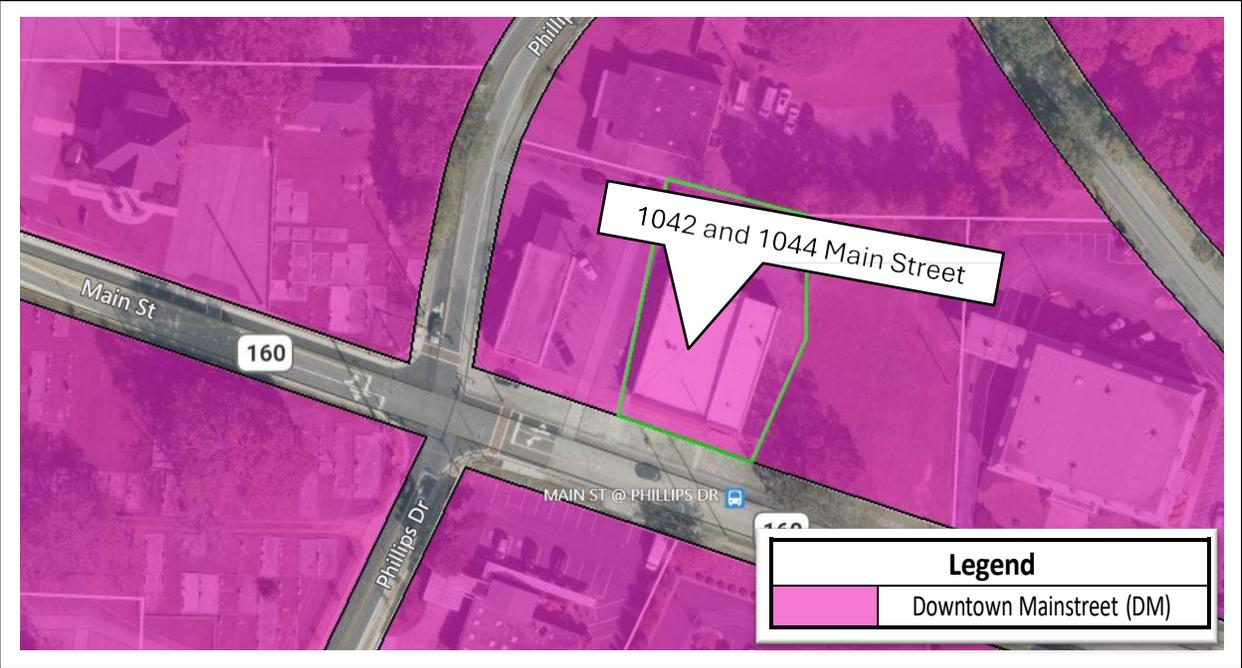 Phillip
1042 and 1044 Main Street
Main St
160
MAIN ST @ PHILLIPS DR
160
Phillips Dr
Legend
Downtown Mainstreet (DM)